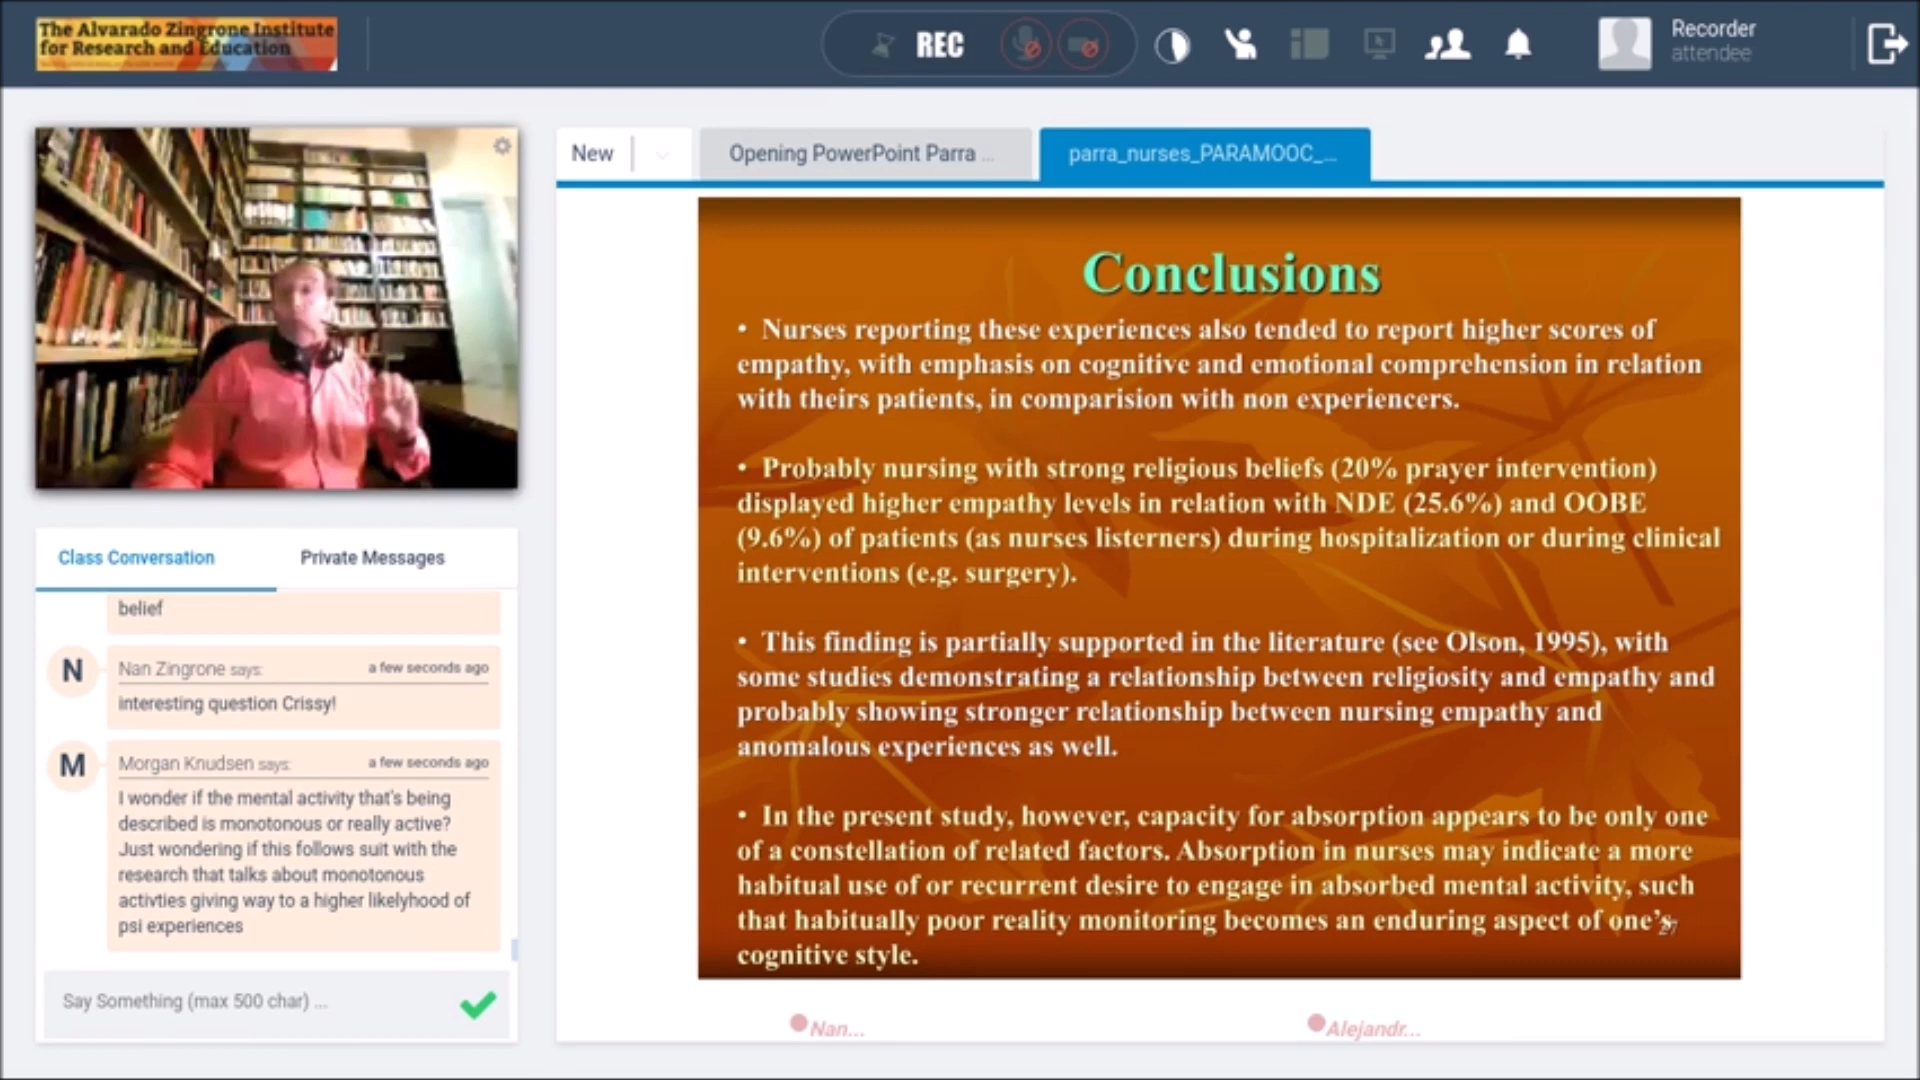 The Alvarado Zingrone Institute
for Research and Education
REC
Recorder
attendee
New
Opening PowerPoint Parra ...
parra_nurses_PARAMOOC_...
Class Conversation
Private Messages
belief
N
Nan Zingrone says:
a few seconds ago
interesting question Crissy!
M
Morgan Knudsen says:
a few seconds ago
I wonder if the mental activity that's being
described is monotonous or really active?
Just wondering if this follows suit with the
research that talks about monotonous
activties giving way to a higher likelyhood of
psi experiences
Say Something (max 500 char) ...
Conclusions
• Nurses reporting these experiences also tended to report higher scores of
empathy, with emphasis on cognitive and emotional comprehension in relation
with theirs patients, in comparision with non experiencers.
• Probably nursing with strong religious beliefs (20% prayer intervention)
displayed higher empathy levels in relation with NDE (25.6%) and OOBE
(9.6%) of patients (as nurses listerners) during hospitalization or during clinical
interventions (e.g. surgery).
• This finding is partially supported in the literature (see Olson, 1995), with
some studies demonstrating a relationship between religiosity and empathy and
probably showing stronger relationship between nursing empathy and
anomalous experiences as well.
• In the present study, however, capacity for absorption appears to be only one
of a constellation of related factors. Absorption in nurses may indicate a more
habitual use of or recurrent desire to engage in absorbed mental activity, such
that habitually poor reality monitoring becomes an enduring aspect of one's
cognitive style.
27
Nan...
Alejandr...